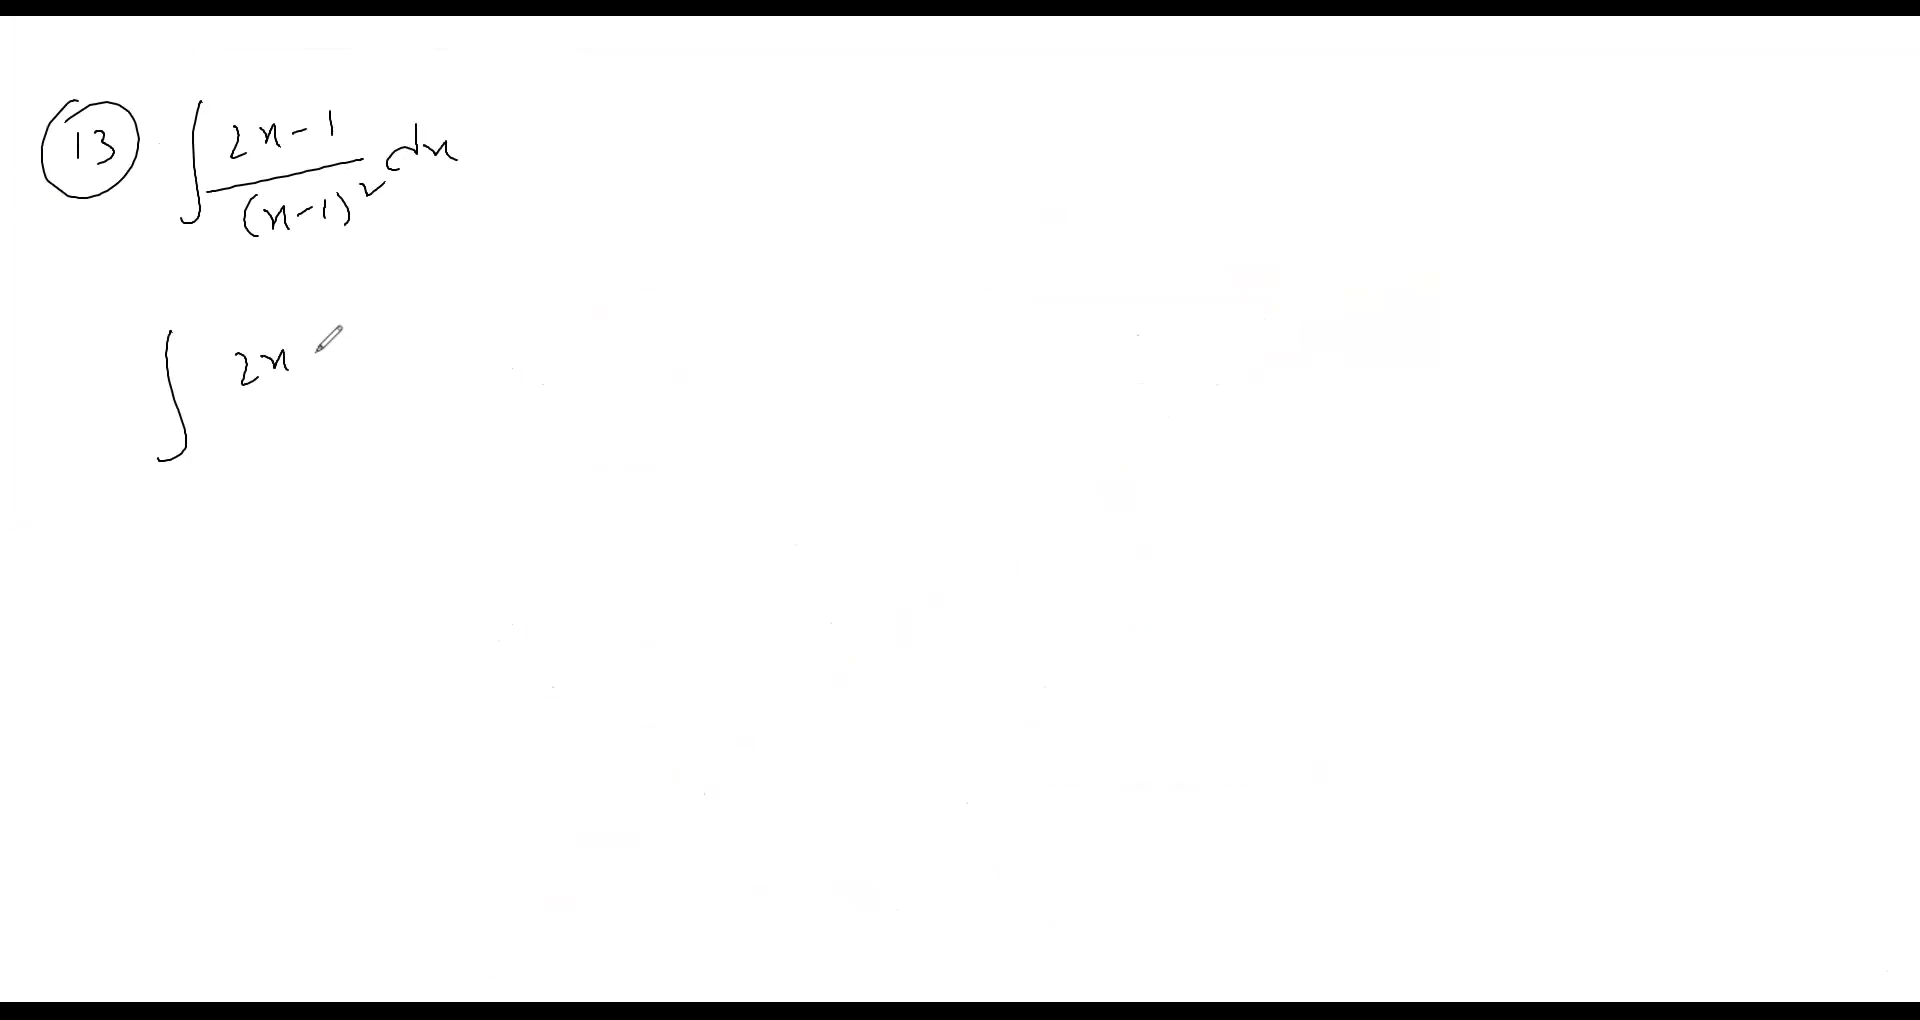 13 ∫ (2x-1)/(x-1)² dx
∫ 2x